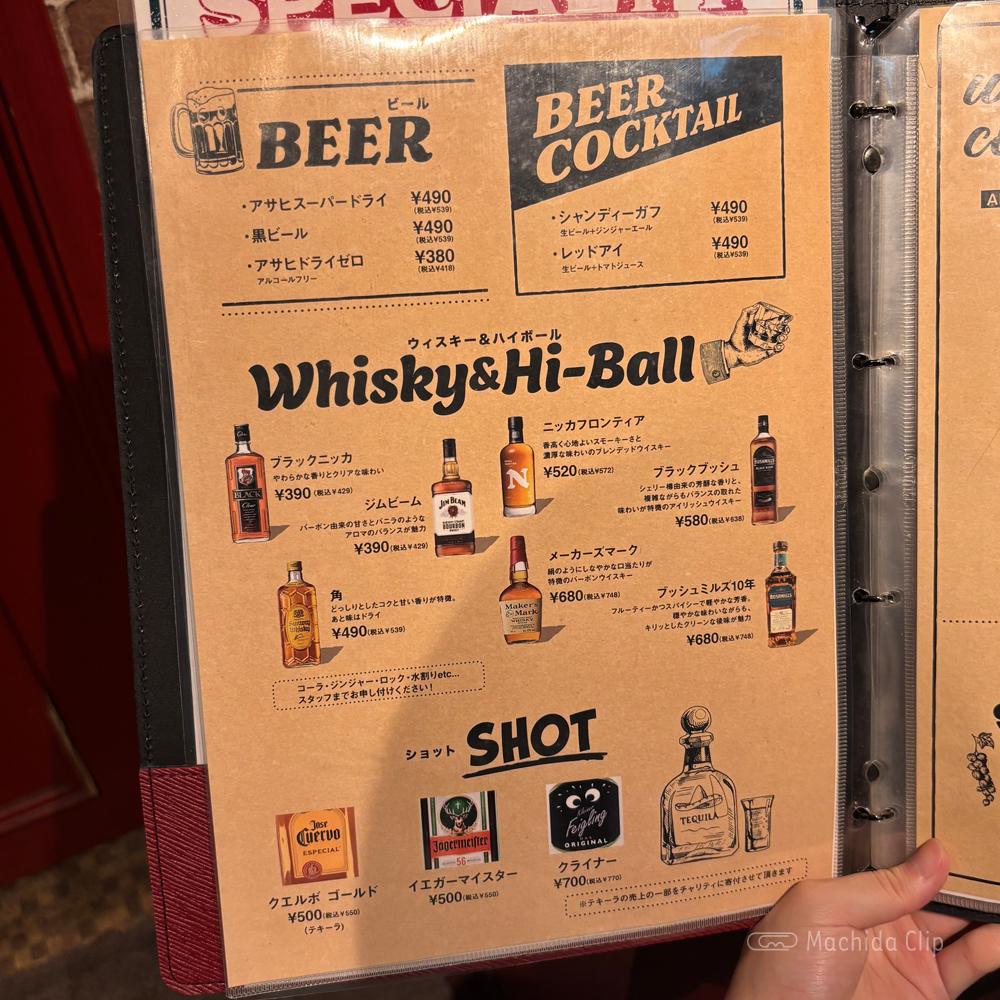 SPECIALTY
ビール
BEER
・アサヒスーパードライ ¥490
(税込¥539)
・黒ビール ¥490
(税込¥539)
・アサヒドライゼロ ¥380
アルコールフリー (税込¥418)
BEER
COCKTAIL
・シャンディーガフ ¥490
生ビール+ジンジャーエール (税込¥539)
・レッドアイ ¥490
生ビール+トマトジュース (税込¥539)
ウィスキー&ハイボール
Whisky&Hi-Ball
BLACK
Clear
ブラックニッカ
やわらかな香りとクリアな味わい
¥390(税込¥429)
ジムビーム
バーボン由来の甘さとバニラのような
アロマのバランスが魅力
¥390(税込¥429)
JIM BEAM
BOURBON
角
どっしりとしたコクと甘い香りが特徴。
あと味はドライ
¥490(税込¥539)
Suntory
Whisky
N
ニッカフロンティア
香高く心地よいスモーキーさと
濃厚な味わいのブレンデッドウイスキー
¥520(税込¥572)
ブラックブッシュ
シェリー樽由来の芳醇な香りと、
複雑ながらもバランスの取れた
味わいが特徴のアイリッシュウイスキー
¥580(税込¥638)
BUSHMILLS
メーカーズマーク
絹のようにしなやかな口当たりが
特徴のバーボンウイスキー
¥680(税込¥748)
Maker's
Mark
WHISKY
ブッシュミルズ10年
フルーティーかつスパイシーで軽やかな芳香。
穏やかな味わいながらも、
キリッとしたクリーンな後味が魅力
¥680(税込¥748)
BUSHMILLS
コーラ・ジンジャー・ロック・水割りetc...
スタッフまでお申し付けください!
ショット SHOT
Jose
Cuervo
ESPECIAL
クエルボ ゴールド
¥500(税込¥550)
(テキーラ)
Jägermeister
56
イエガーマイスター
¥500(税込¥550)
Feigling
ORIGINAL
クライナー
¥700(税込¥770)
TEQUILA
※テキーラの売上の一部をチャリティに寄付させて頂きます
Machida Clip